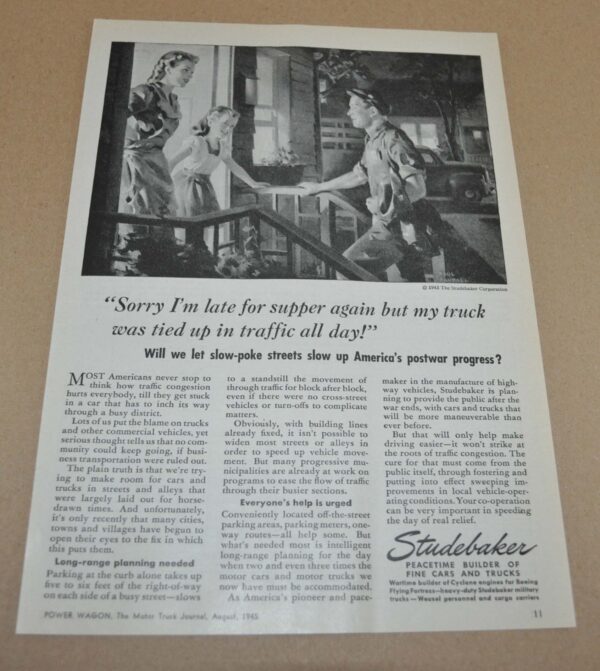 © 1945 The Studebaker Corporation
"Sorry I'm late for supper again but my truck
was tied up in traffic all day!"
Will we let slow-poke streets slow up America's postwar progress?
MOST Americans never stop to
think how traffic congestion
hurts everybody, till they get stuck
in a car that has to inch its way
through a busy district.
Lots of us put the blame on trucks
and other commercial vehicles, yet
serious thought tells us that no com-
munity could keep going, if busi-
ness transportation were ruled out.
The plain truth is that we're try-
ing to make room for cars and
trucks in streets and alleys that
were largely laid out for horse-
drawn times. And unfortunately,
it's only recently that many cities,
towns and villages have begun to
open their eyes to the fix in which
this puts them.
Long-range planning needed
Parking at the curb alone takes up
five to six feet of the right-of-way
on each side of a busy street—slows
to a standstill the movement of
through traffic for block after block,
even if there were no cross-street
vehicles or turn-offs to complicate
matters.
Obviously, with building lines
already fixed, it isn't possible to
widen most streets or alleys in
order to speed up vehicle move-
ment. But many progressive mu-
nicipalities are already at work on
programs to ease the flow of traffic
through their busier sections.
Everyone's help is urged
Conveniently located off-the-street
parking areas, parking meters, one-
way routes—all help some. But
what's needed most is intelligent
long-range planning for the day
when two and even three times the
motor cars and motor trucks we
now have must be accommodated.
As America's pioneer and pace-
maker in the manufacture of high-
way vehicles, Studebaker is plan-
ning to provide the public after the
war ends, with cars and trucks that
will be more maneuverable than
ever before.
But that will only help make
driving easier—it won't strike at
the roots of traffic congestion. The
cure for that must come from the
public itself, through fostering and
putting into effect sweeping im-
provements in local vehicle-oper-
ating conditions. Your co-operation
can be very important in speeding
the day of real relief.
Studebaker
PEACETIME BUILDER OF
FINE CARS AND TRUCKS
Wartime builder of Cyclone engines for Boeing
Flying Fortress—heavy-duty Studebaker military
trucks—Weasel personnel and cargo carriers
POWER WAGON, The Motor Truck Journal, August, 1945
11